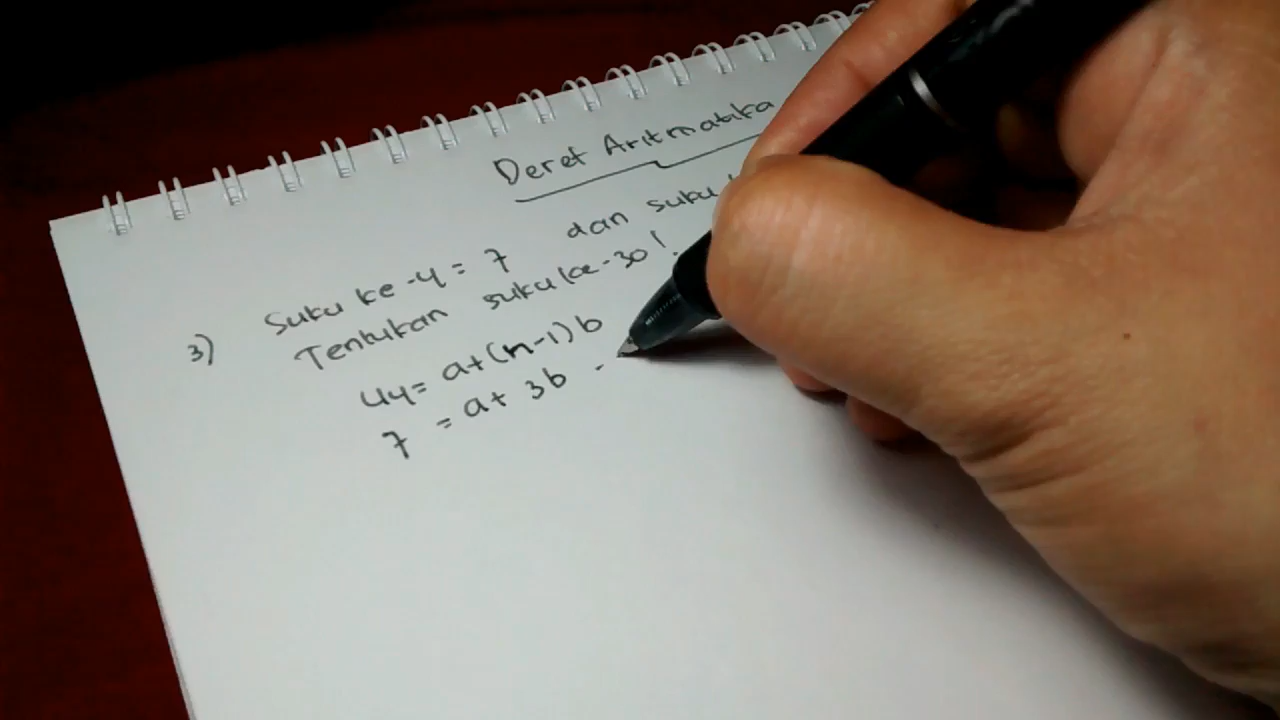 Deret Aritmatika
3) Suku ke-4 = 7 dan suku
Tentukan suku ke-30!
U4= a+(n-1)b
7 = a+ 3b -